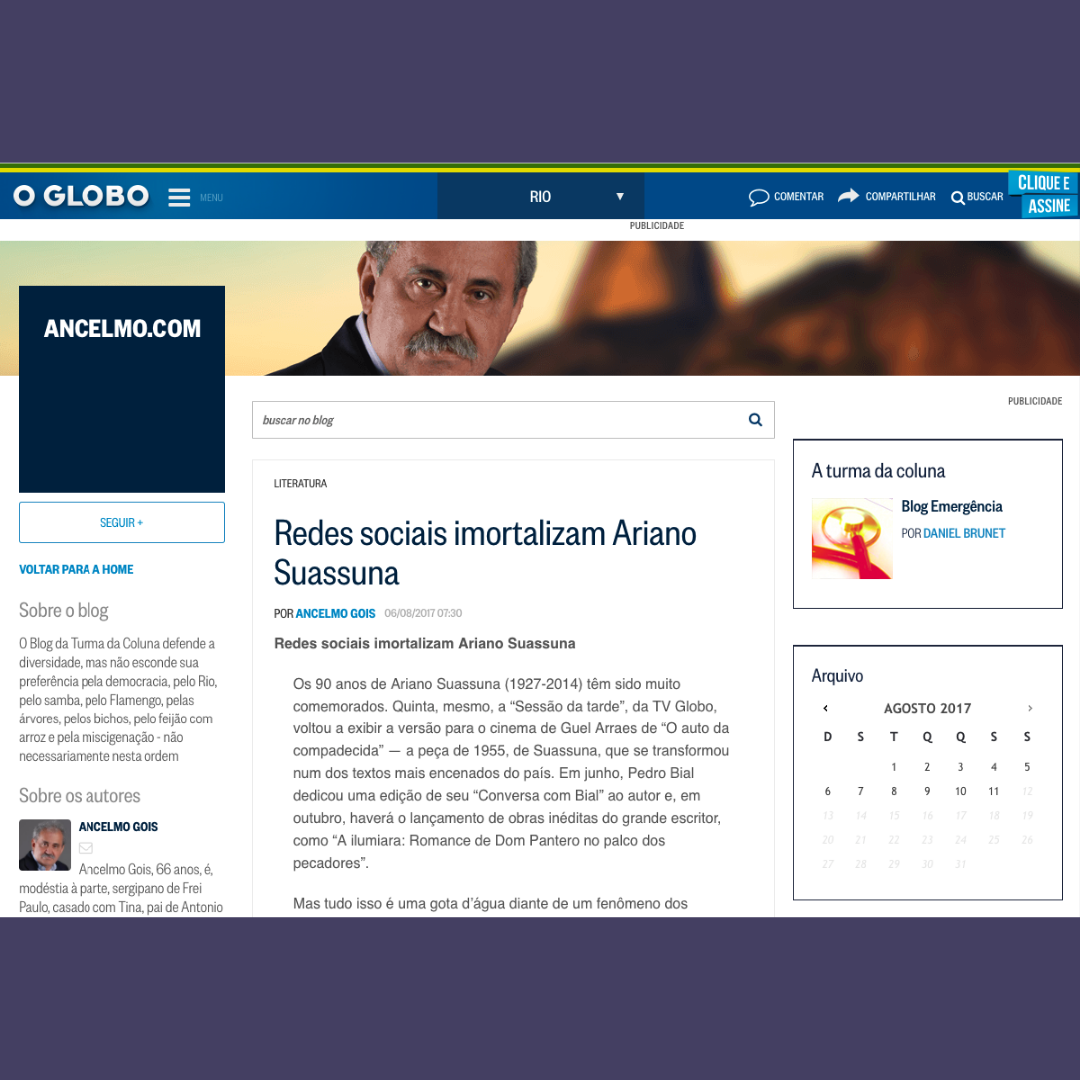 O GLOBO
MENU
RIO
COMENTAR
COMPARTILHAR
BUSCAR
CLIQUE E
ASSINE
PUBLICIDADE
ANCELMO.COM
SEGUIR +
VOLTAR PARA A HOME
Sobre o blog
O Blog da Turma da Coluna defende a
diversidade, mas não esconde sua
preferência pela democracia, pelo Rio,
pelo samba, pelo Flamengo, pelas
árvores, pelos bichos, pelo feijão com
arroz e pela miscigenação - não
necessariamente nesta ordem
Sobre os autores
ANCELMO GOIS
Ancelmo Gois, 66 anos, é,
modéstia à parte, sergipano de Frei
Paulo, casado com Tina, pai de Antonio
buscar no blog
LITERATURA
Redes sociais imortalizam Ariano
Suassuna
POR ANCELMO GOIS 06/08/2017 07:30
Redes sociais imortalizam Ariano Suassuna
Os 90 anos de Ariano Suassuna (1927-2014) têm sido muito
comemorados. Quinta, mesmo, a “Sessão da tarde”, da TV Globo,
voltou a exibir a versão para o cinema de Guel Arraes de “O auto da
compadecida” — a peça de 1955, de Suassuna, que se transformou
num dos textos mais encenados do país. Em junho, Pedro Bial
dedicou uma edição de seu “Conversa com Bial” ao autor e, em
outubro, haverá o lançamento de obras inéditas do grande escritor,
como “A ilumiara: Romance de Dom Pantero no palco dos
pecadores”.
Mas tudo isso é uma gota d’água diante de um fenômeno dos
PUBLICIDADE
A turma da coluna
Blog Emergência
POR DANIEL BRUNET
Arquivo
‹ AGOSTO 2017 ›
D S T Q Q S S
1 2 3 4 5
6 7 8 9 10 11 12
13 14 15 16 17 18 19
20 21 22 23 24 25 26
27 28 29 30 31